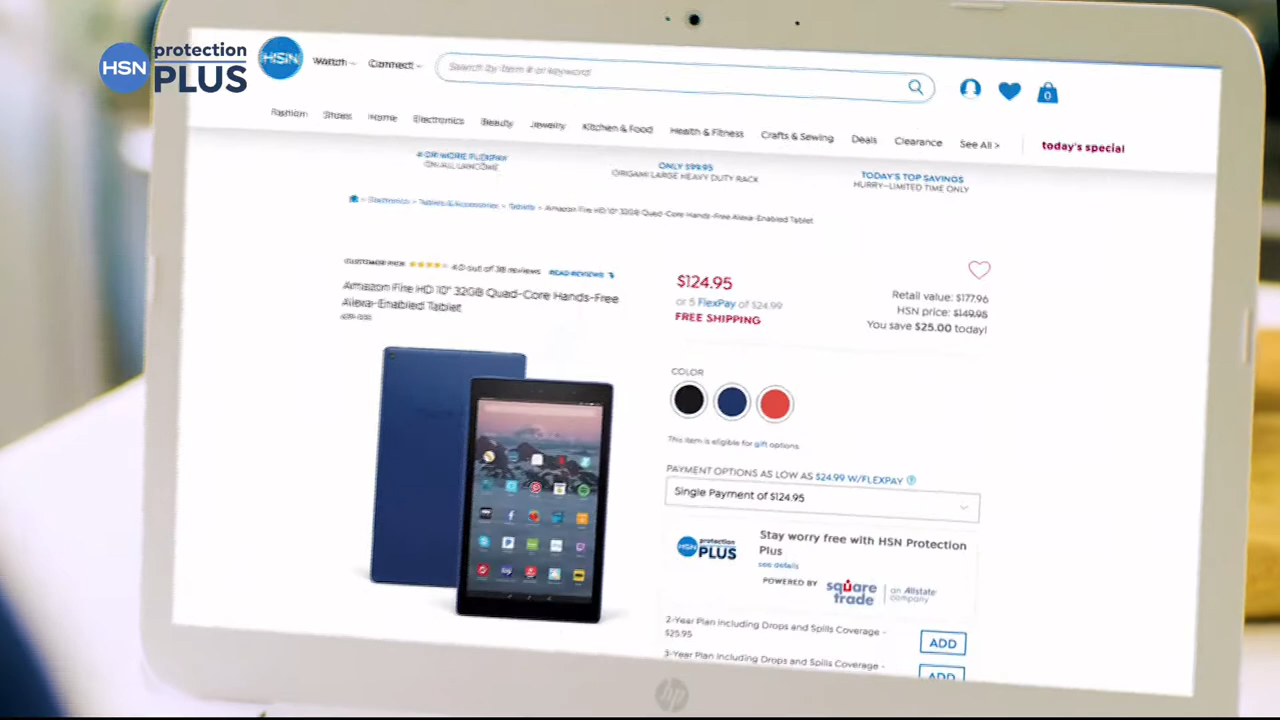 HSN protection PLUS
HSN Watch Connect Search by item # or keyword 0
Fashion Shoes Home Electronics Beauty Jewelry Kitchen & Food Health & Fitness Crafts & Sewing Deals Clearance See All > today's special
4 OR MORE FLEXPAY ONLY $99.95 TODAY'S TOP SAVINGS
ON ALL LANCOME ORIGAMI LARGE HEAVY DUTY RACK HURRY–LIMITED TIME ONLY
Electronics > Tablets & Accessories > Tablets > Amazon Fire HD 10" 32GB Quad-Core Hands-Free Alexa-Enabled Tablet
CUSTOMER PICK 4.0 out of 38 reviews READ REVIEWS
Amazon Fire HD 10" 32GB Quad-Core Hands-Free
Alexa-Enabled Tablet
$124.95
or 5 FlexPay of $24.99
FREE SHIPPING
Retail value: $177.96
HSN price: $149.95
You save $25.00 today!
COLOR
This item is eligible for gift options.
PAYMENT OPTIONS AS LOW AS $24.99 W/FLEXPAY ?
Single Payment of $124.95
HSN protection PLUS
Stay worry free with HSN Protection
Plus
see details
POWERED BY square trade an Allstate company
2-Year Plan Including Drops and Spills Coverage -
$25.95
ADD
3-Year Plan Including Drops and Spills Coverage -
ADD
hp